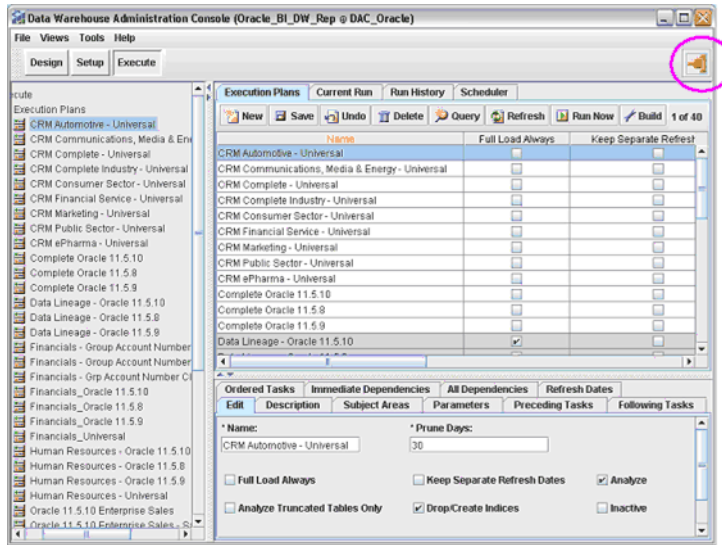 Data Warehouse Administration Console (Oracle_BI_DW_Rep @ DAC_Oracle)
File Views Tools Help
Design Setup Execute
cute
Execution Plans
CRM Automotive - Universal
CRM Communications, Media & Ene
CRM Complete - Universal
CRM Complete Industry - Universal
CRM Consumer Sector - Universal
CRM Financial Service - Universal
CRM Marketing - Universal
CRM Public Sector - Universal
CRM ePharma - Universal
Complete Oracle 11.5.10
Complete Oracle 11.5.8
Complete Oracle 11.5.9
Data Lineage - Oracle 11.5.10
Data Lineage - Oracle 11.5.8
Data Lineage - Oracle 11.5.9
Financials - Group Account Number
Financials - Group Account Number
Financials - Grp Account Number Cl
Financials_Oracle 11.5.10
Financials_Oracle 11.5.8
Financials_Oracle 11.5.9
Financials_Universal
Human Resources - Oracle 11.5.10
Human Resources - Oracle 11.5.8
Human Resources - Oracle 11.5.9
Human Resources - Universal
Oracle 11.5.10 Enterprise Sales
Oracle 11.5.10 Enterprise Sales - S
Execution Plans Current Run Run History Scheduler
New Save Undo Delete Query Refresh Run Now Build 1 of 40
Name Full Load Always Keep Separate Refresh
CRM Automotive - Universal
CRM Communications, Media & Energy - Universal
CRM Complete - Universal
CRM Complete Industry - Universal
CRM Consumer Sector - Universal
CRM Financial Service - Universal
CRM Marketing - Universal
CRM Public Sector - Universal
CRM ePharma - Universal
Complete Oracle 11.5.10
Complete Oracle 11.5.8
Complete Oracle 11.5.9
Data Lineage - Oracle 11.5.10
Ordered Tasks Immediate Dependencies All Dependencies Refresh Dates
Edit Description Subject Areas Parameters Preceding Tasks Following Tasks
* Name: * Prune Days:
CRM Automotive - Universal 30
Full Load Always Keep Separate Refresh Dates Analyze
Analyze Truncated Tables Only Drop/Create Indices Inactive